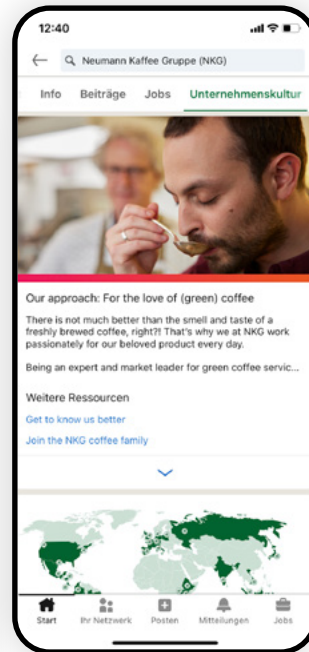 12:40
Neumann Kaffee Gruppe (NKG)
Info Beiträge Jobs Unternehmenskultur
Our approach: For the love of (green) coffee
There is not much better than the smell and taste of a
freshly brewed coffee, right?! That's why we at NKG work
passionately for our beloved product every day.
Being an expert and market leader for green coffee servic...
Weitere Ressourcen
Get to know us better
Join the NKG coffee family
Start Ihr Netzwerk Posten Mitteilungen Jobs